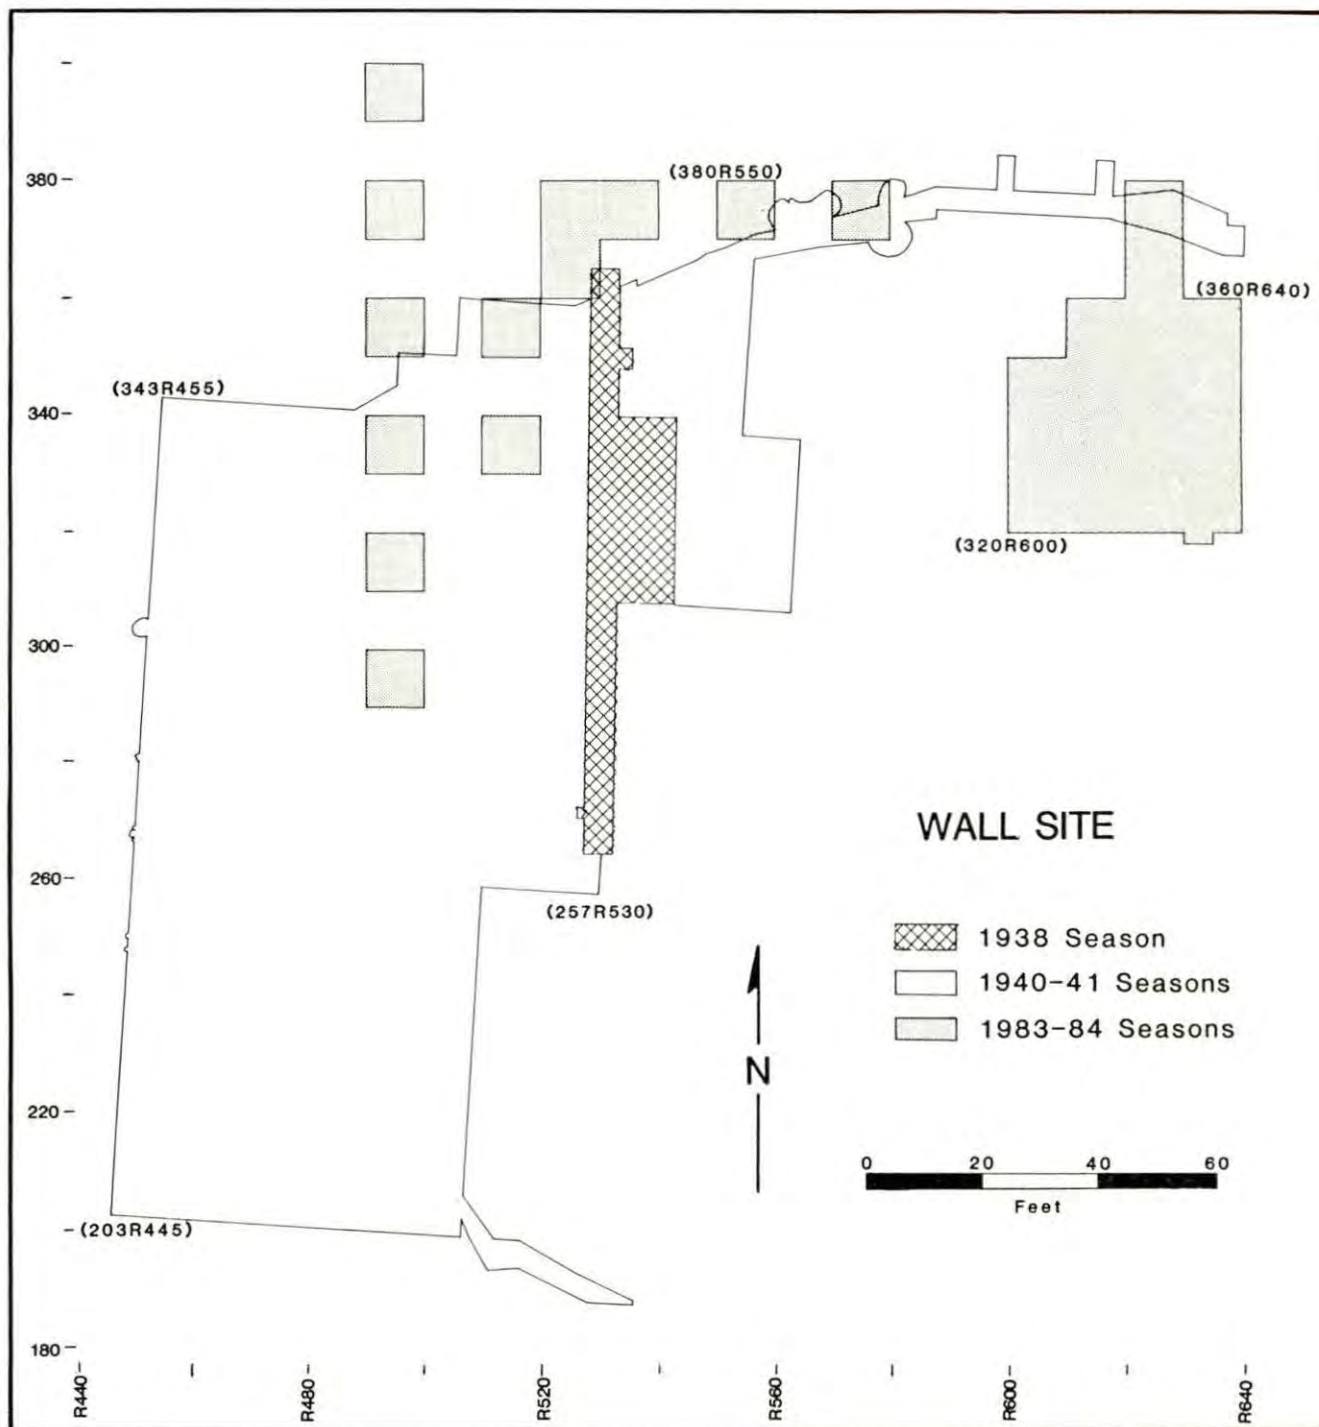 (380R550)
380
(360R640)
(343R455)
340
(320R600)
300
WALL SITE
260
(257R530)
1938 Season
1940-41 Seasons
1983-84 Seasons
N
220
0 20 40 60
Feet
(203R445)
180
R440 R480 R520 R560 R600 R640